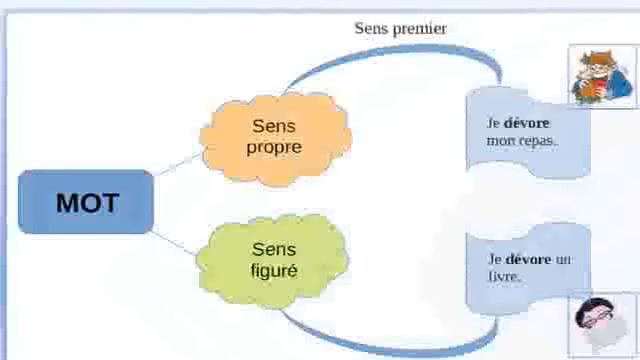 Sens premier
Sens
propre
Je dévore
mon repas.
MOT
Sens
figuré
Je dévore un
livre.